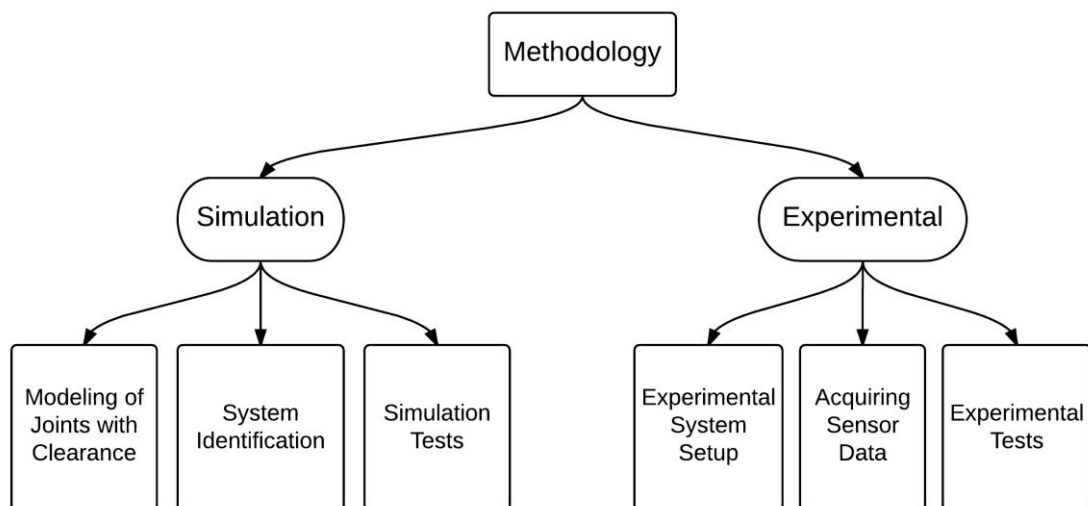 Methodology
Simulation
Experimental
Modeling of
Joints with
Clearance
System
Identification
Simulation
Tests
Experimental
System
Setup
Acquiring
Sensor
Data
Experimental
Tests